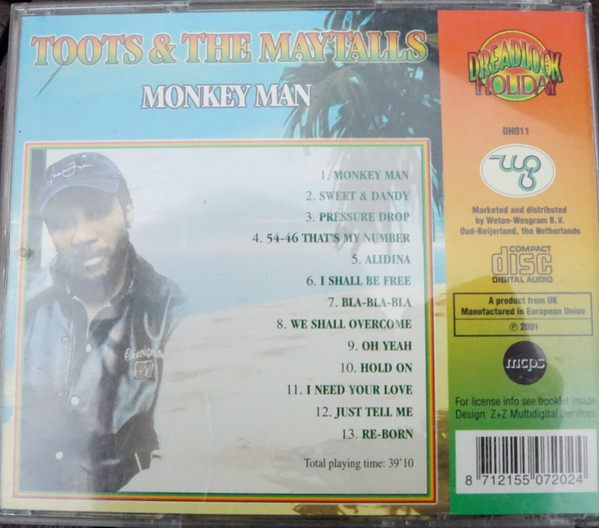 TOOTS & THE MAYTALLS
MONKEY MAN
1. MONKEY MAN
2. SWEET & DANDY
3. PRESSURE DROP
4. 54-46 THAT'S MY NUMBER
5. ALIDINA
6. I SHALL BE FREE
7. BLA-BLA-BLA
8. WE SHALL OVERCOME
9. OH YEAH
10. HOLD ON
11. I NEED YOUR LOVE
12. JUST TELL ME
13. RE-BORN
Total playing time: 39'10
DREADLOCK
HOLIDAY
DH011
Marketed and distributed
by Weton-Wesgram B.V.
Oud-Beijerland, the Netherlands
COMPACT
disc
DIGITAL AUDIO
A product from UK
Manufactured in European Union
℗ 2001
mcps
For license info see booklet inside
Design: Z+Z Multidigital Services
8 712155 072024